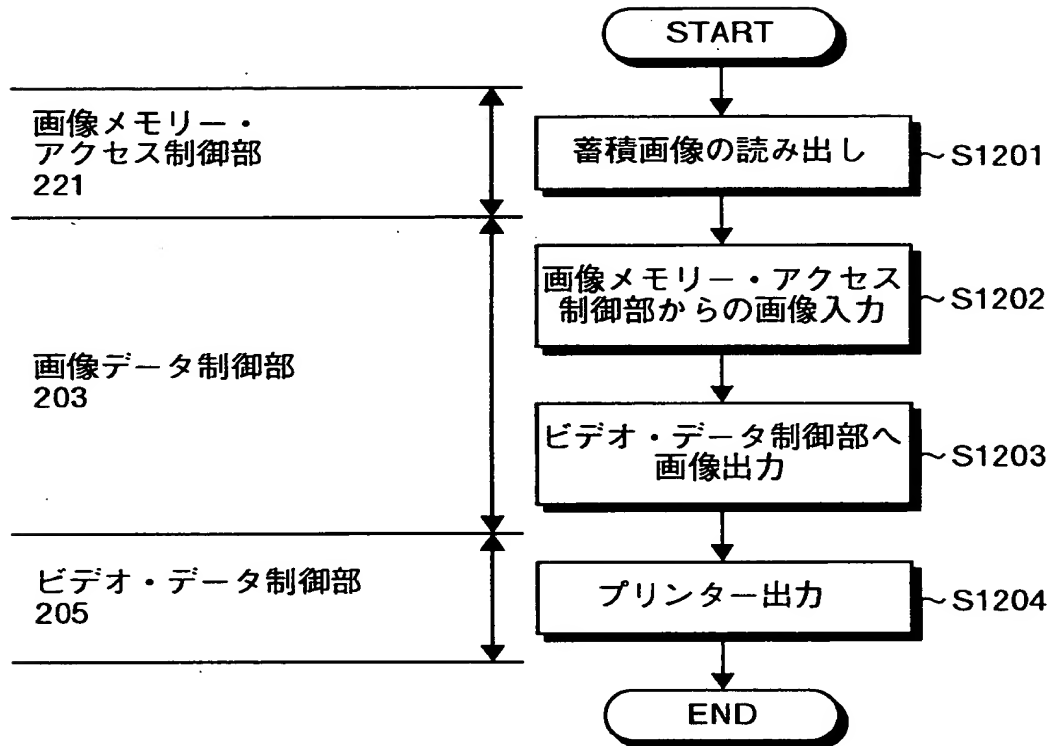 START
画像メモリー・
アクセス制御部
221
蓄積画像の読み出し
~S1201
画像メモリー・アクセス
制御部からの画像入力
~S1202
画像データ制御部
203
ビデオ・データ制御部へ
画像出力
~S1203
ビデオ・データ制御部
205
プリンター出力
~S1204
END